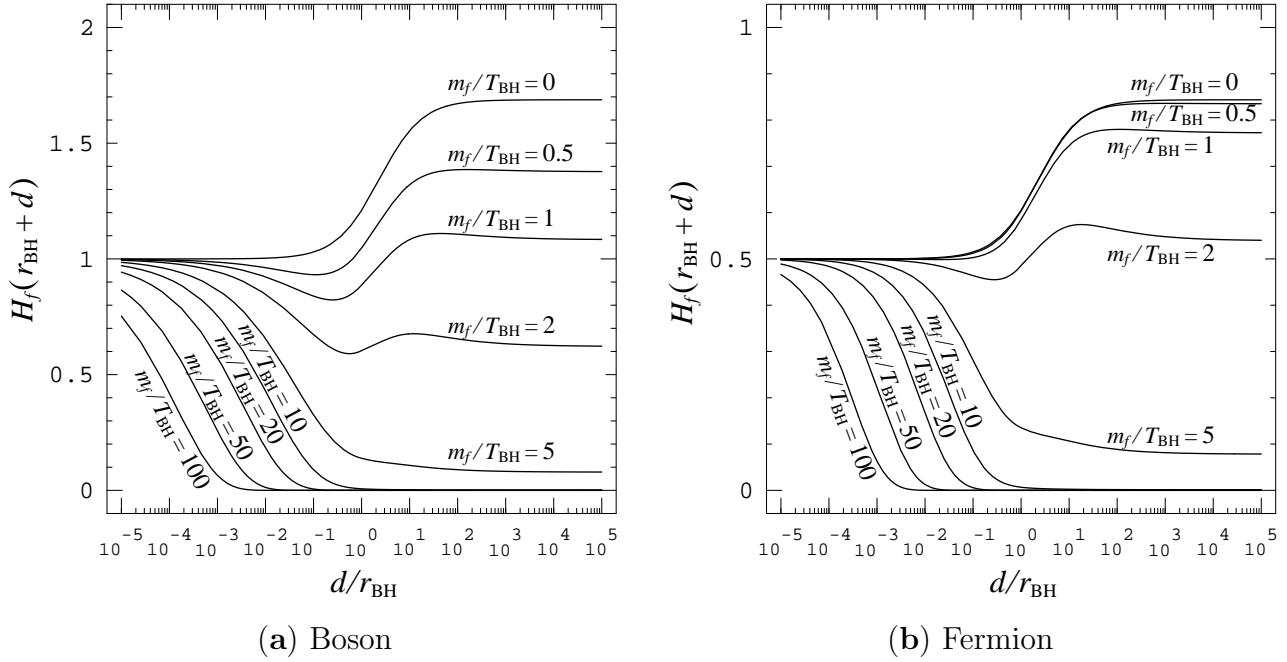 2
1.5
1
0.5
0
H_f(r_BH + d)
m_f/T_BH = 0
m_f/T_BH = 0.5
m_f/T_BH = 1
m_f/T_BH = 2
m_f/T_BH = 5
m_f/T_BH = 10
m_f/T_BH = 20
m_f/T_BH = 50
m_f/T_BH = 100
10^-5 10^-4 10^-3 10^-2 10^-1 10^0 10^1 10^2 10^3 10^4 10^5
d/r_BH
(a) Boson
1
0.5
0
H_f(r_BH + d)
m_f/T_BH = 0
m_f/T_BH = 0.5
m_f/T_BH = 1
m_f/T_BH = 2
m_f/T_BH = 5
m_f/T_BH = 10
m_f/T_BH = 20
m_f/T_BH = 50
m_f/T_BH = 100
10^-5 10^-4 10^-3 10^-2 10^-1 10^0 10^1 10^2 10^3 10^4 10^5
d/r_BH
(b) Fermion